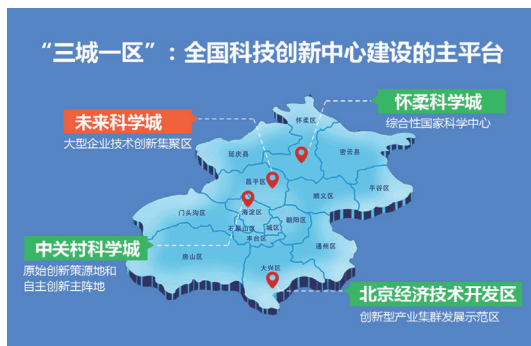 “三城一区”：全国科技创新中心建设的主平台
未来科学城
大型企业技术创新集聚区
怀柔科学城
综合性国家科学中心
怀柔区
延庆县
密云县
昌平区
顺义区
平谷区
门头沟区
海淀区
朝阳区
石景山区
城区
丰台区
通州区
房山区
大兴区
中关村科学城
原始创新策源地和
自主创新主阵地
北京经济技术开发区
创新型产业集群发展示范区